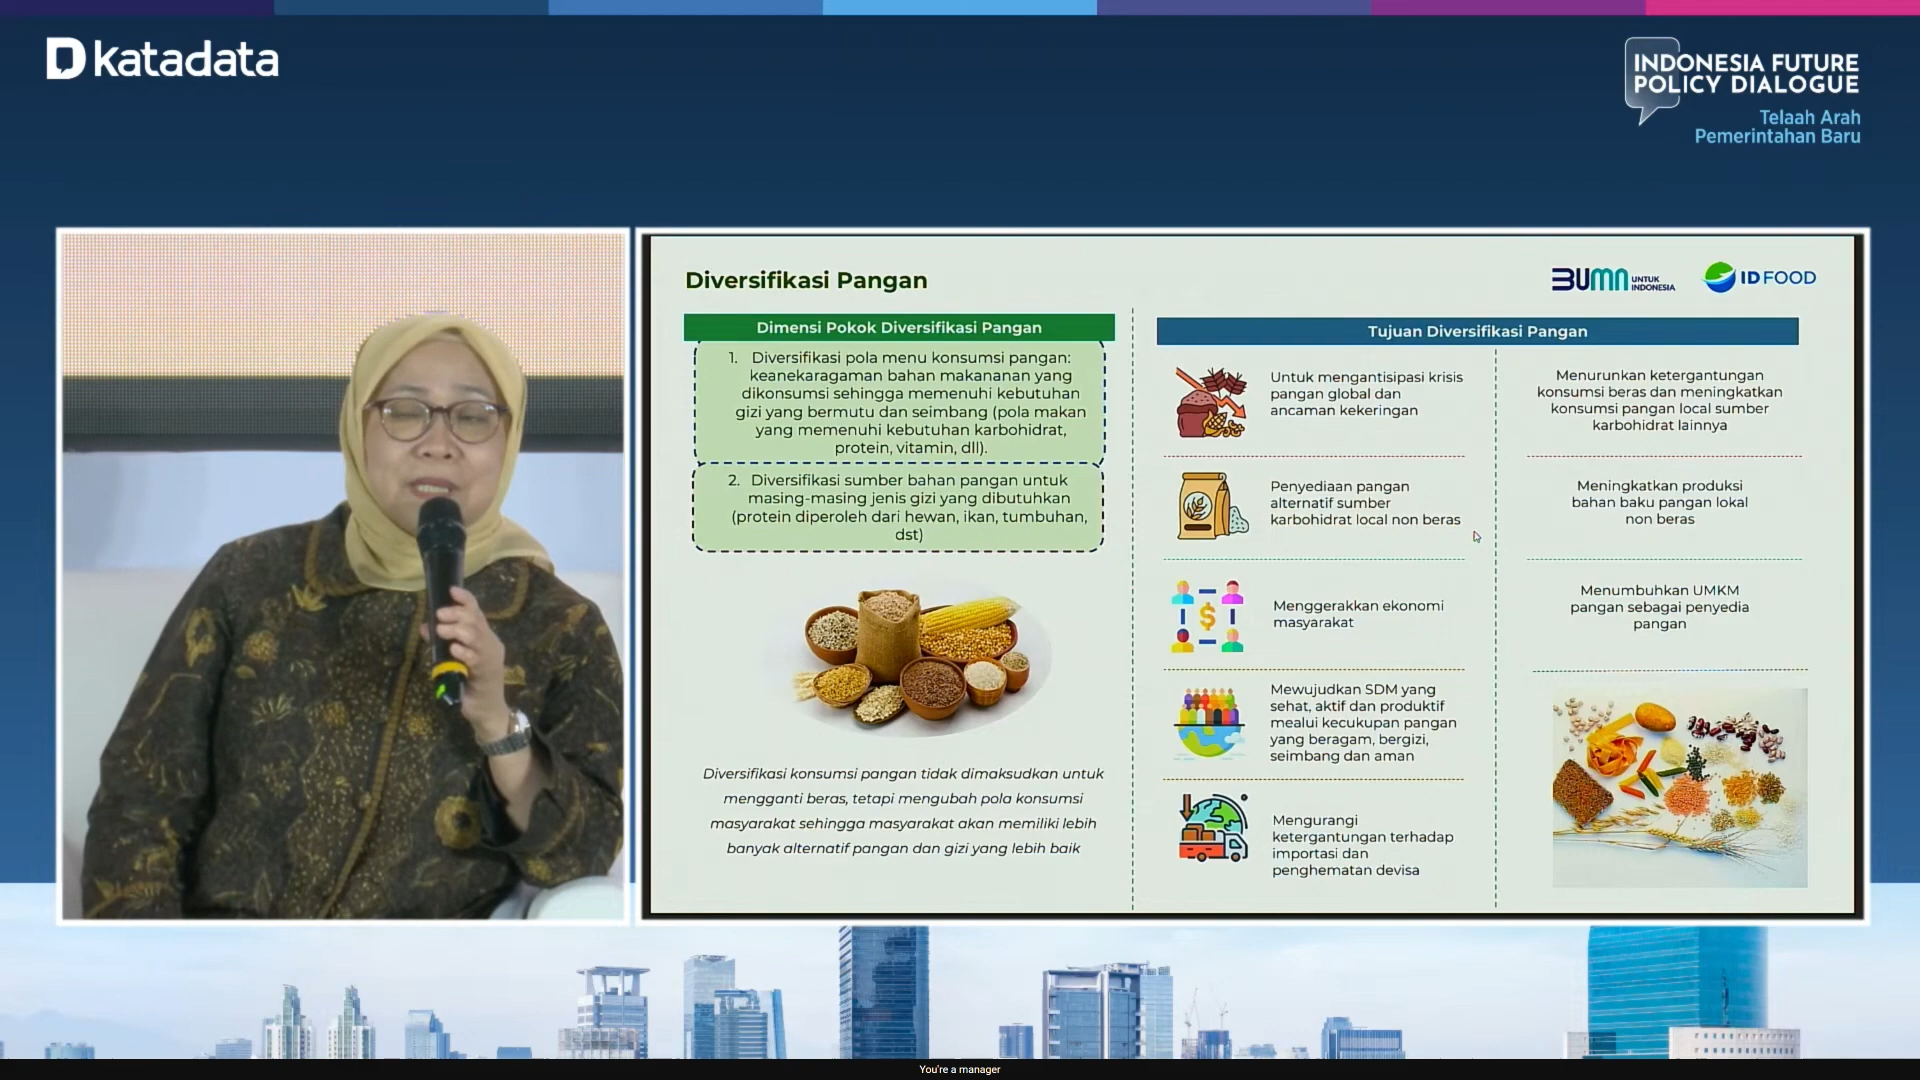 katadata
INDONESIA FUTURE
POLICY DIALOGUE
Telaah Arah
Pemerintahan Baru
Diversifikasi Pangan
BUMN UNTUK
INDONESIA
ID FOOD
Dimensi Pokok Diversifikasi Pangan
1. Diversifikasi pola menu konsumsi pangan:
keanekaragaman bahan makananan yang
dikonsumsi sehingga memenuhi kebutuhan
gizi yang bermutu dan seimbang (pola makan
yang memenuhi kebutuhan karbohidrat,
protein, vitamin, dll).
2. Diversifikasi sumber bahan pangan untuk
masing-masing jenis gizi yang dibutuhkan
(protein diperoleh dari hewan, ikan, tumbuhan,
dst)
Diversifikasi konsumsi pangan tidak dimaksudkan untuk
mengganti beras, tetapi mengubah pola konsumsi
masyarakat sehingga masyarakat akan memiliki lebih
banyak alternatif pangan dan gizi yang lebih baik
Tujuan Diversifikasi Pangan
Untuk mengantisipasi krisis
pangan global dan
ancaman kekeringan
Penyediaan pangan
alternatif sumber
karbohidrat local non beras
Menggerakkan ekonomi
masyarakat
Mewujudkan SDM yang
sehat, aktif dan produktif
mealui kecukupan pangan
yang beragam, bergizi,
seimbang dan aman
Mengurangi
ketergantungan terhadap
importasi dan
penghematan devisa
Menurunkan ketergantungan
konsumsi beras dan meningkatkan
konsumsi pangan local sumber
karbohidrat lainnya
Meningkatkan produksi
bahan baku pangan lokal
non beras
Menumbuhkan UMKM
pangan sebagai penyedia
pangan
You're a manager